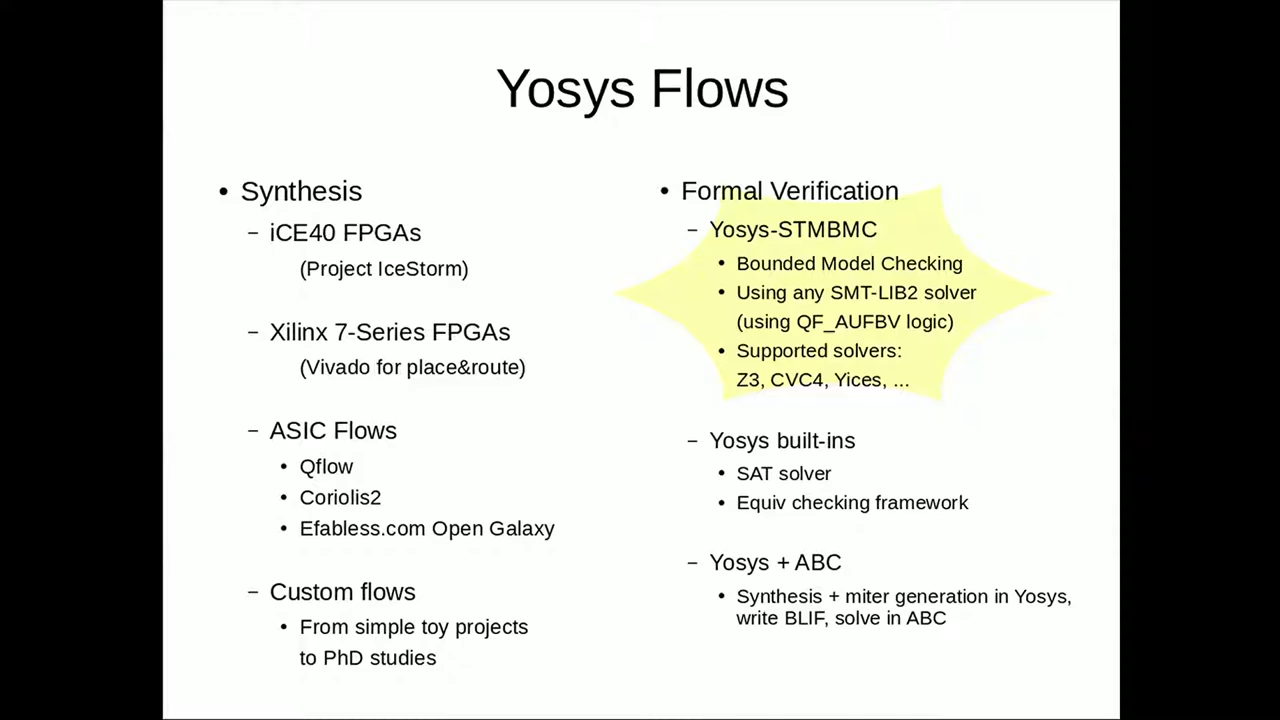 Yosys Flows
• Synthesis
– iCE40 FPGAs
(Project IceStorm)
– Xilinx 7-Series FPGAs
(Vivado for place&route)
– ASIC Flows
• Qflow
• Coriolis2
• Efabless.com Open Galaxy
– Custom flows
• From simple toy projects
to PhD studies
• Formal Verification
– Yosys-STMBMC
• Bounded Model Checking
• Using any SMT-LIB2 solver
(using QF_AUFBV logic)
• Supported solvers:
Z3, CVC4, Yices, ...
– Yosys built-ins
• SAT solver
• Equiv checking framework
– Yosys + ABC
• Synthesis + miter generation in Yosys,
write BLIF, solve in ABC